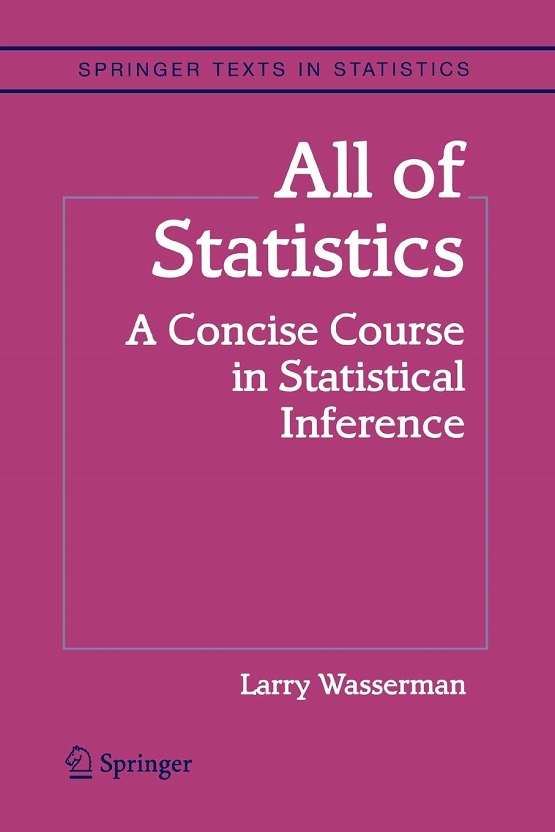 SPRINGER TEXTS IN STATISTICS
All of
Statistics
A Concise Course
in Statistical
Inference
Larry Wasserman
Springer